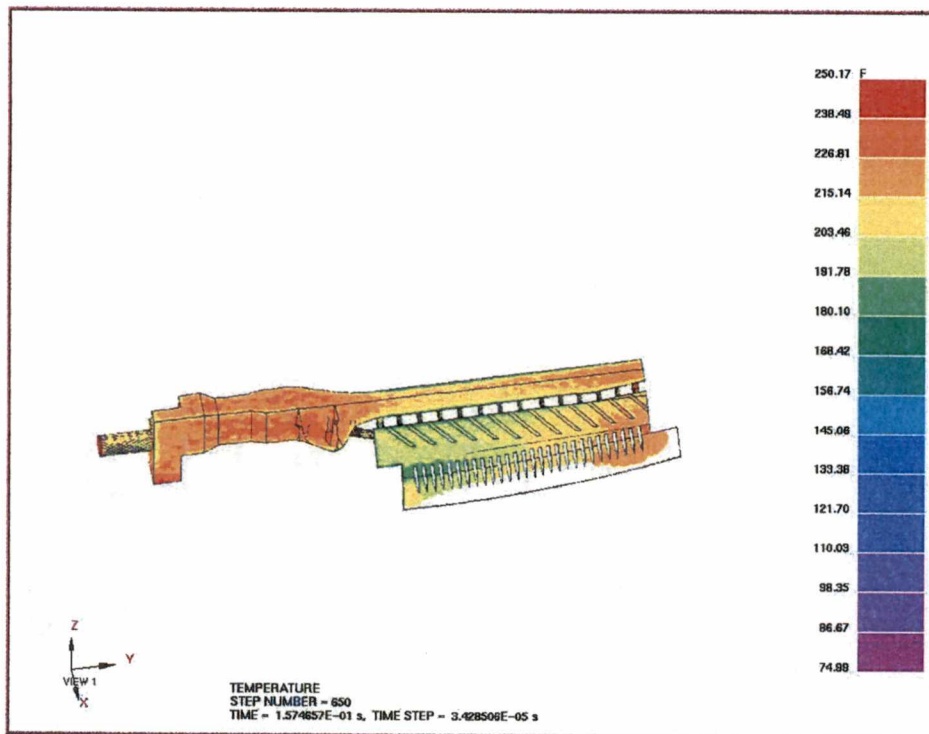 250.17 F
238.49
226.81
215.14
203.46
191.78
180.10
168.42
156.74
145.06
133.38
121.70
110.03
98.35
86.67
74.99
Z
Y
VIEW 1
X
TEMPERATURE
STEP NUMBER = 650
TIME = 1.574657E-01 s, TIME STEP = 3.428506E-05 s